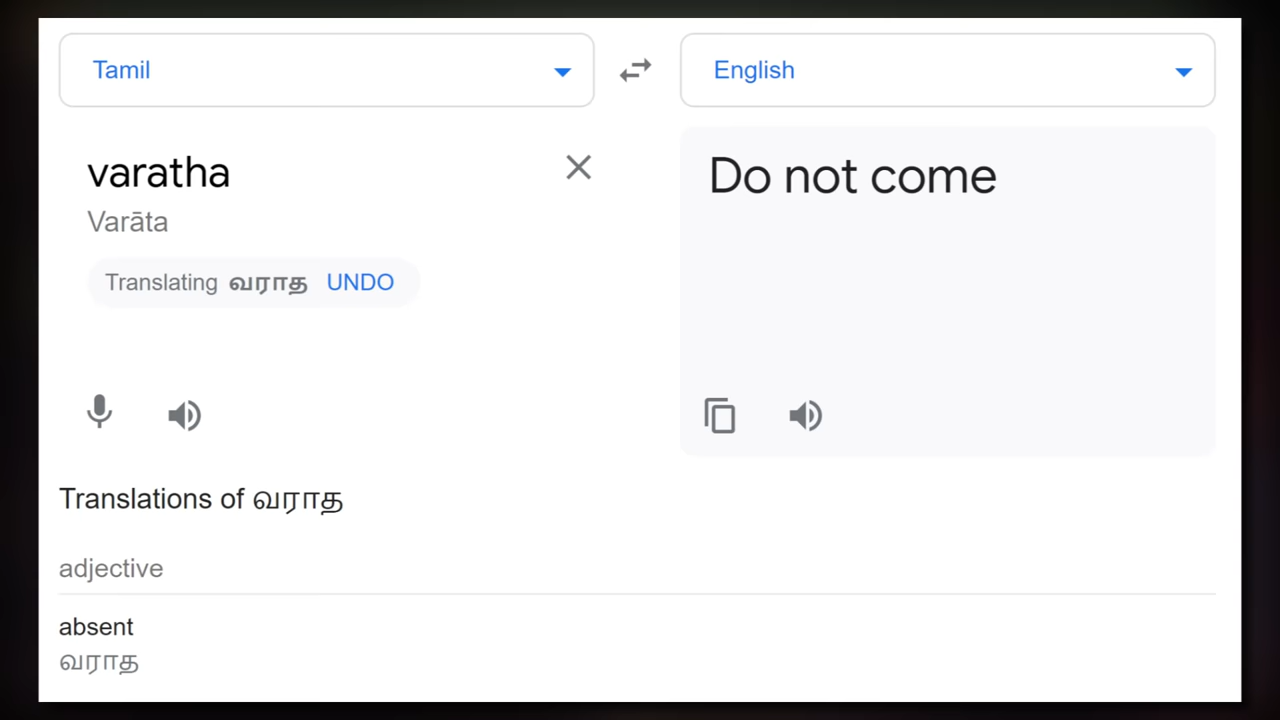 Tamil
English
varatha
Do not come
Varāta
Translating வராத UNDO
Translations of வராத
adjective
absent
வராத